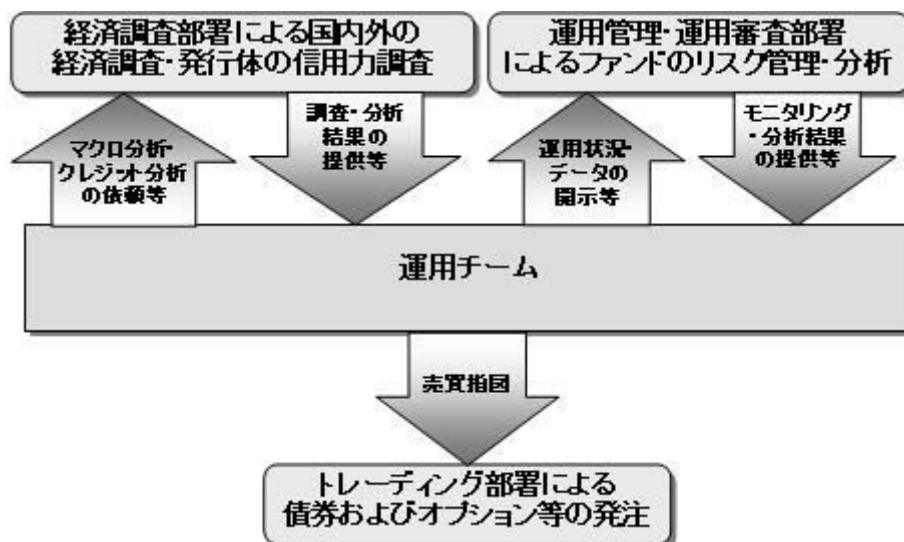 経済調査部署による国内外の
経済調査・発行体の信用力調査
運用管理・運用審査部署
によるファンドのリスク管理・分析
マクロ分析・
クレジット分析
の依頼等
調査・分析
結果の
提供等
運用状況・
データの
開示等
モニタリング
・分析結果
の提供等
運用チーム
売買指図
トレーディング部署による
債券およびオプション等の発注